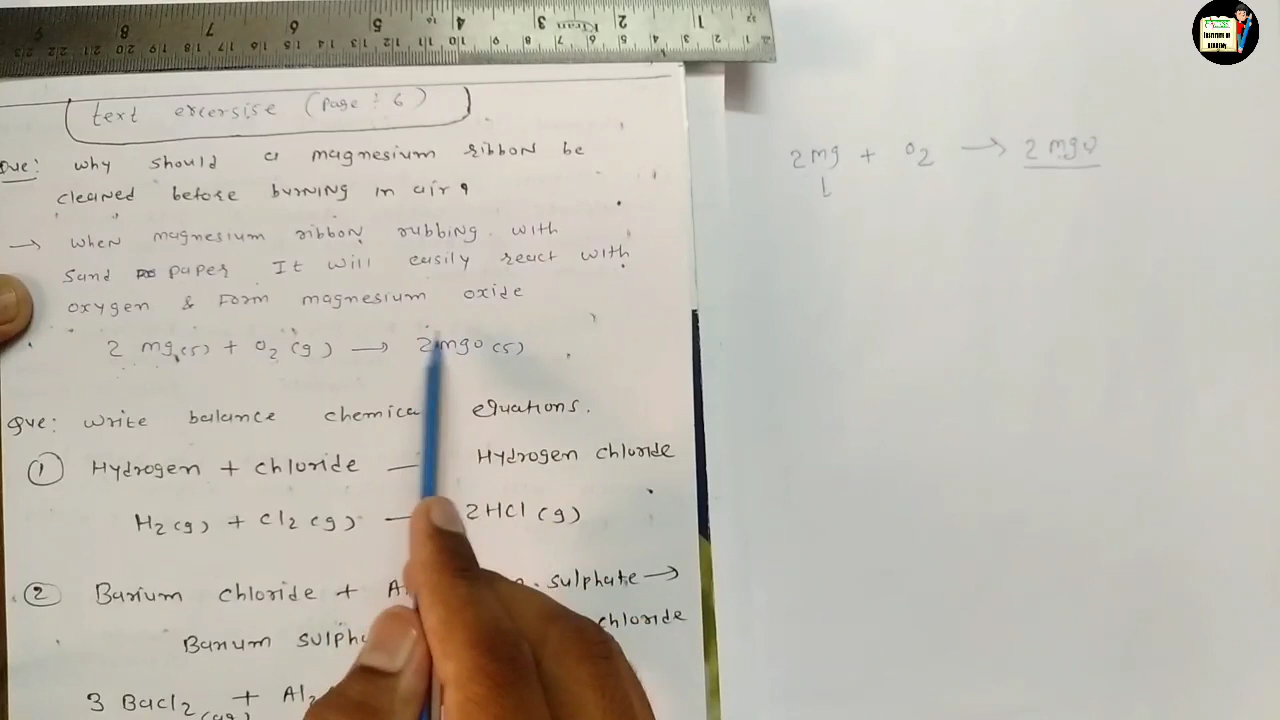 text excersise (Page : 6)
Que: why should a magnesium ribbon be
cleaned before burning in air?
→ When magnesium ribbon rubbing with
sand paper It will easily react with
oxygen & Form magnesium oxide
2 mg(s) + O2 (g) → 2mgO (s)
Que: Write balance chemica equations.
① Hydrogen + chloride — Hydrogen chloride
H2(g) + Cl2 (g) — 2HCl (g)
② Barium chloride + sulphate →
Barium chloride
3 BaCl2 (aq) + Al2
2mg + O2 → 2 mgO